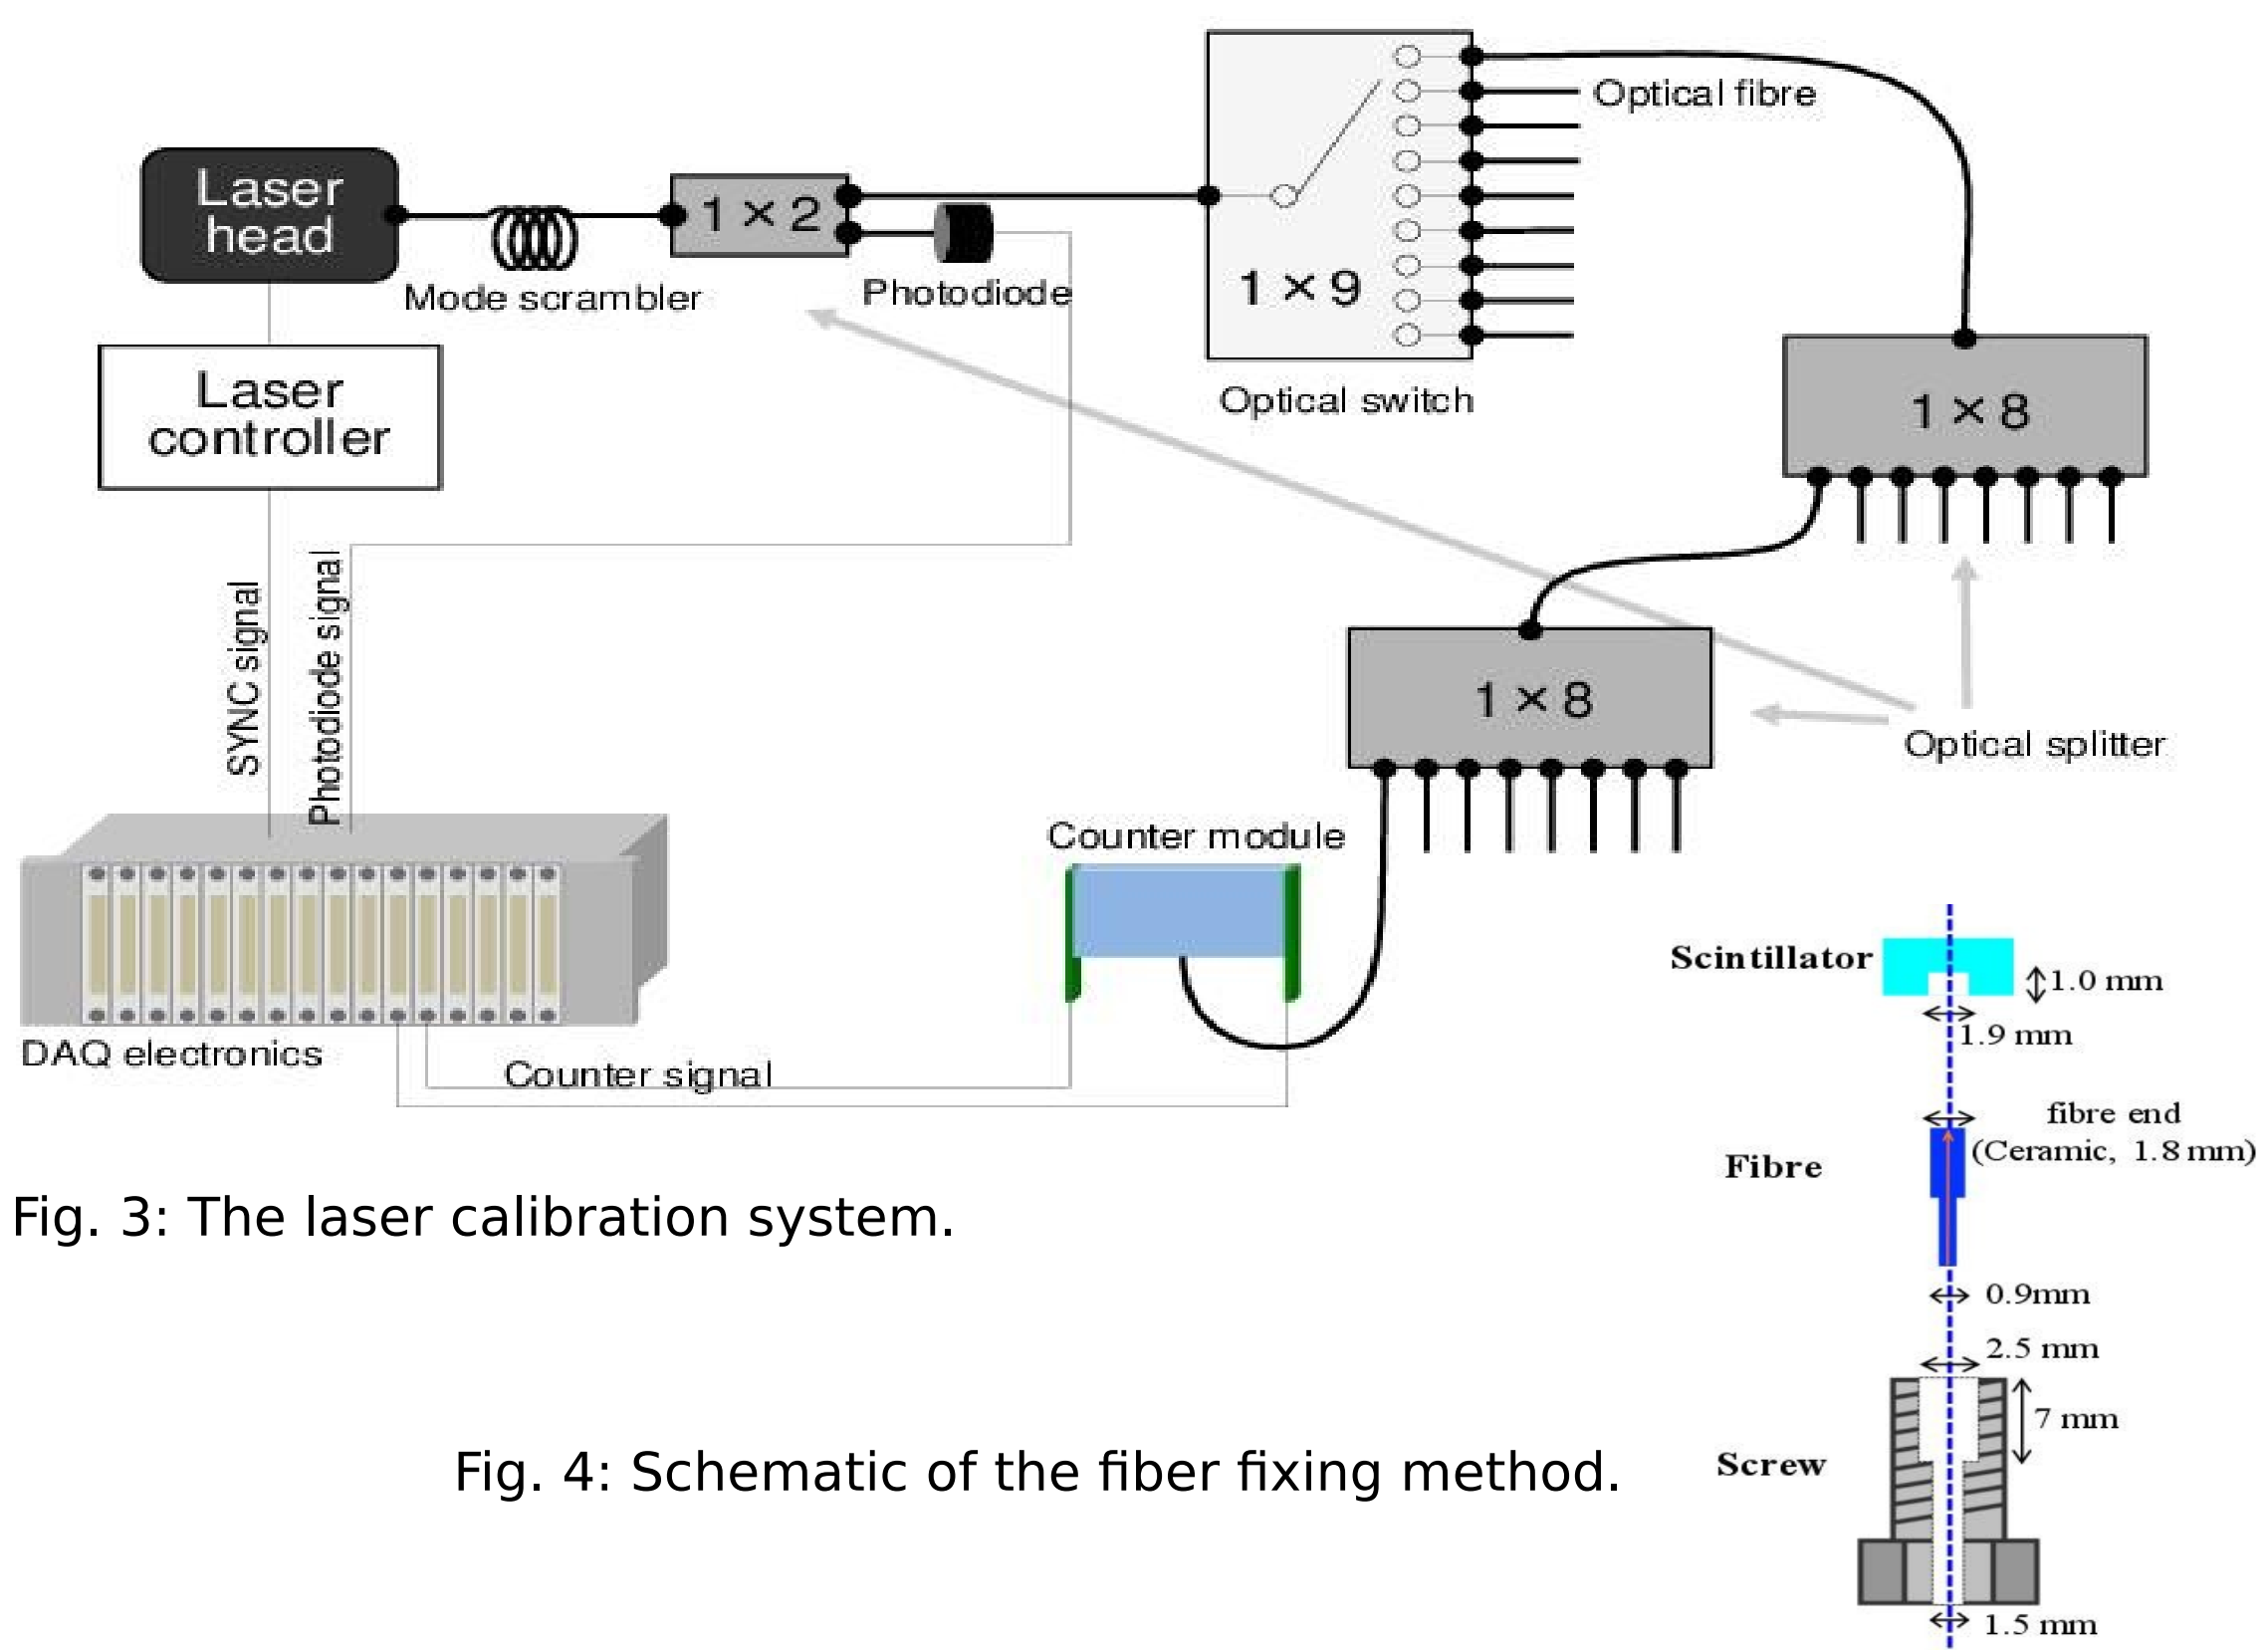 Optical fibre
Laser
head
1 × 2
Mode scrambler
Photodiode
1 × 9
Optical switch
Laser
controller
1 × 8
SYNC signal
Photodiode signal
1 × 8
Optical splitter
Counter module
DAQ electronics
Counter signal
Scintillator
1.0 mm
1.9 mm
fibre end
(Ceramic, 1.8 mm)
Fibre
0.9mm
2.5 mm
7 mm
Screw
1.5 mm
Fig. 3: The laser calibration system.
Fig. 4: Schematic of the fiber fixing method.